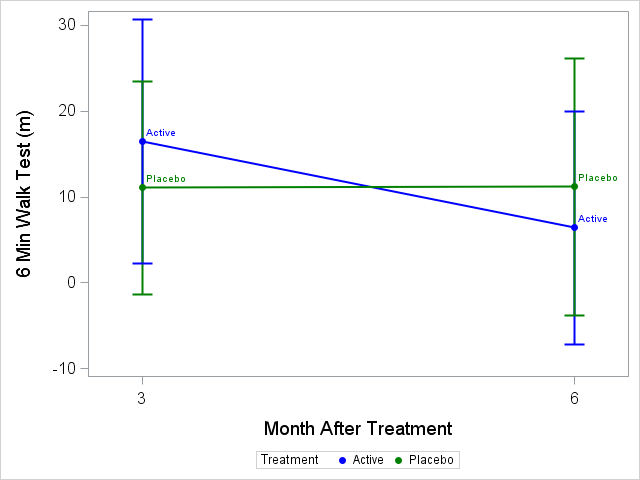 30
20
10
0
-10
6 Min Walk Test (m)
Active
Placebo
Placebo
Active
3 6
Month After Treatment
Treatment Active Placebo